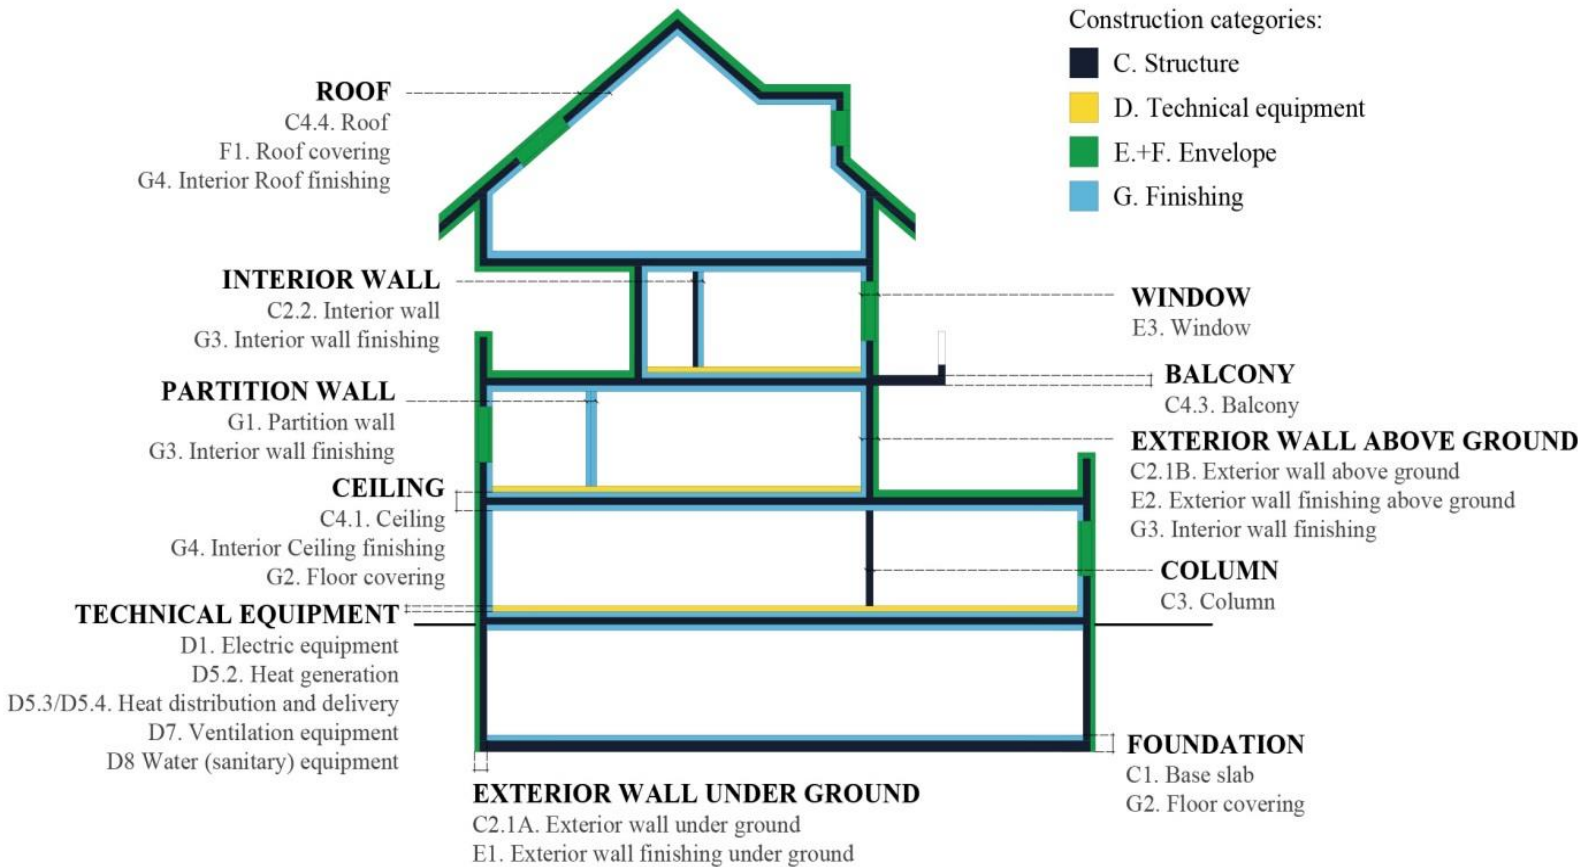 Construction categories:
C. Structure
D. Technical equipment
E.+F. Envelope
G. Finishing
ROOF
C4.4. Roof
F1. Roof covering
G4. Interior Roof finishing
INTERIOR WALL
C2.2. Interior wall
G3. Interior wall finishing
PARTITION WALL
G1. Partition wall
G3. Interior wall finishing
CEILING
C4.1. Ceiling
G4. Interior Ceiling finishing
G2. Floor covering
TECHNICAL EQUIPMENT
D1. Electric equipment
D5.2. Heat generation
D5.3/D5.4. Heat distribution and delivery
D7. Ventilation equipment
D8 Water (sanitary) equipment
EXTERIOR WALL UNDER GROUND
C2.1A. Exterior wall under ground
E1. Exterior wall finishing under ground
WINDOW
E3. Window
BALCONY
C4.3. Balcony
EXTERIOR WALL ABOVE GROUND
C2.1B. Exterior wall above ground
E2. Exterior wall finishing above ground
G3. Interior wall finishing
COLUMN
C3. Column
FOUNDATION
C1. Base slab
G2. Floor covering